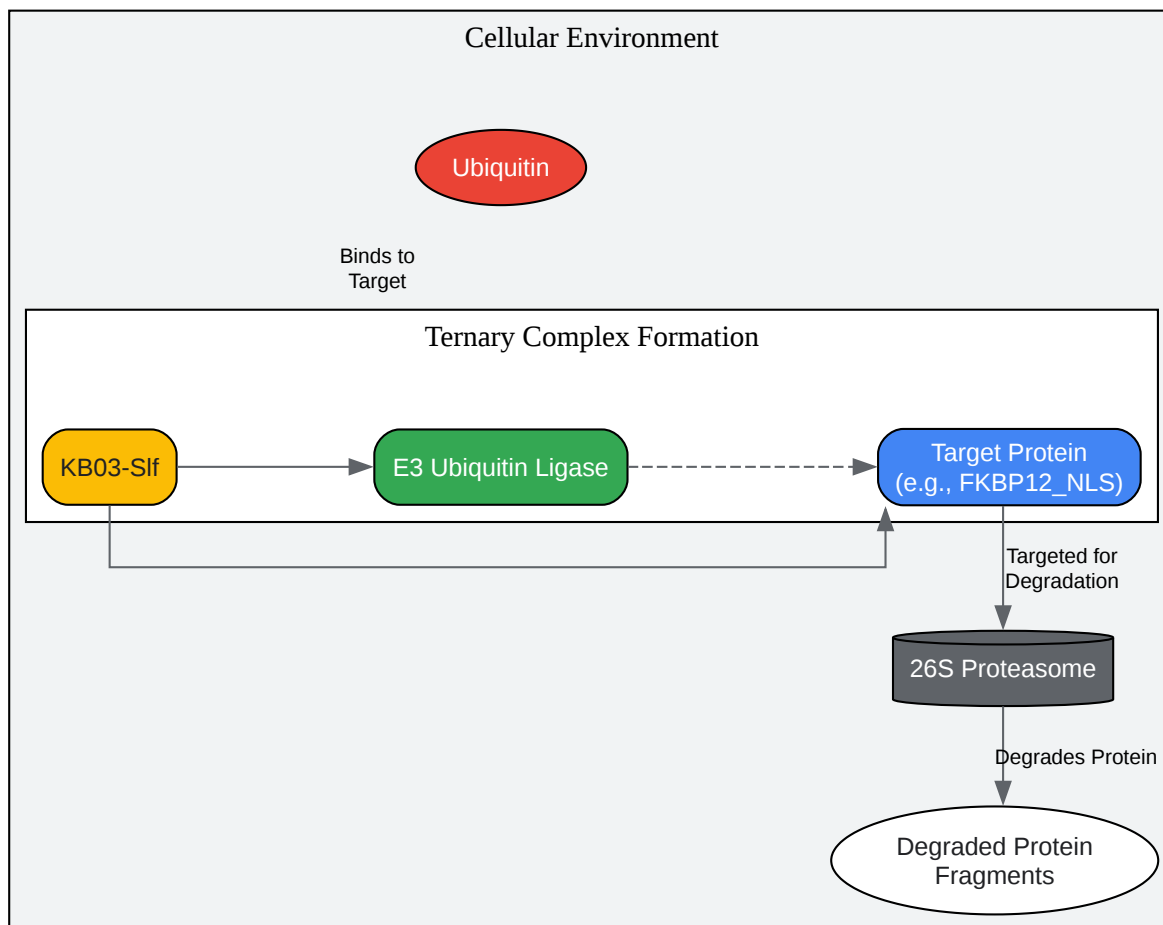 Cellular Environment
Ubiquitin
Binds to
Target
Ternary Complex Formation
KB03-Slf
E3 Ubiquitin Ligase
Target Protein
(e.g., FKBP12_NLS)
Targeted for
Degradation
26S Proteasome
Degrades Protein
Degraded Protein
Fragments